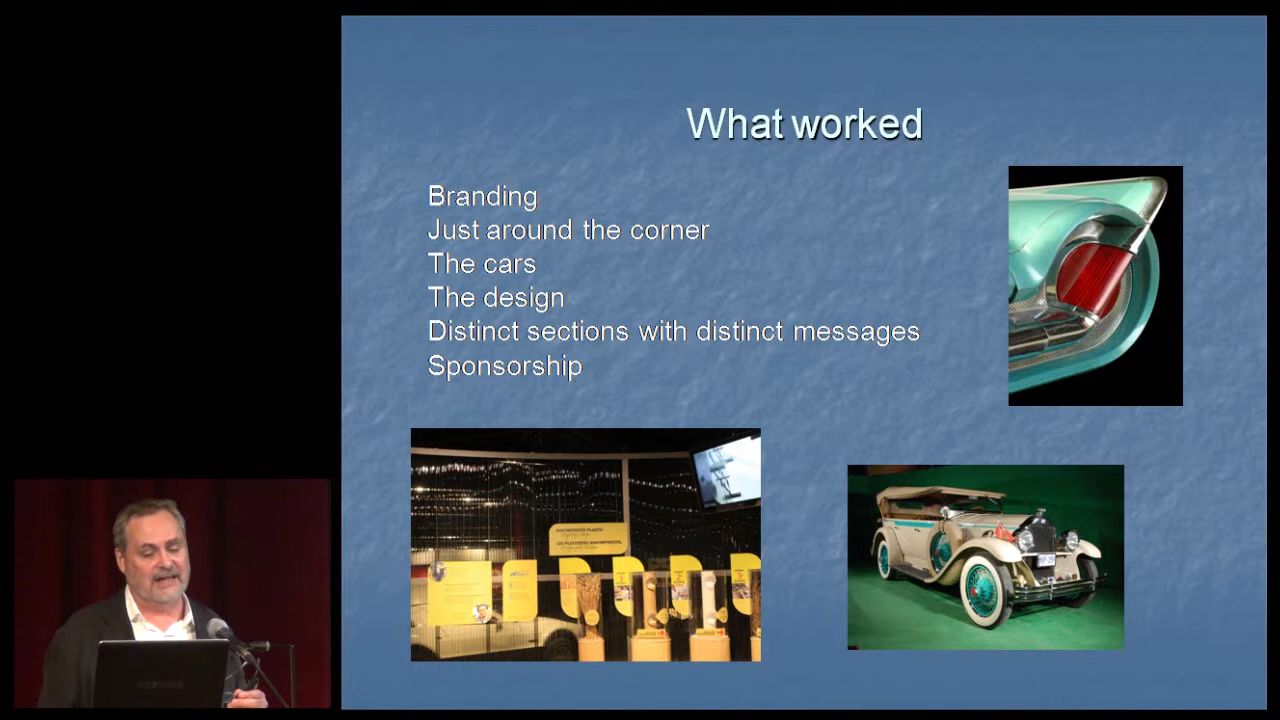 What worked
Branding
Just around the corner
The cars
The design
Distinct sections with distinct messages
Sponsorship